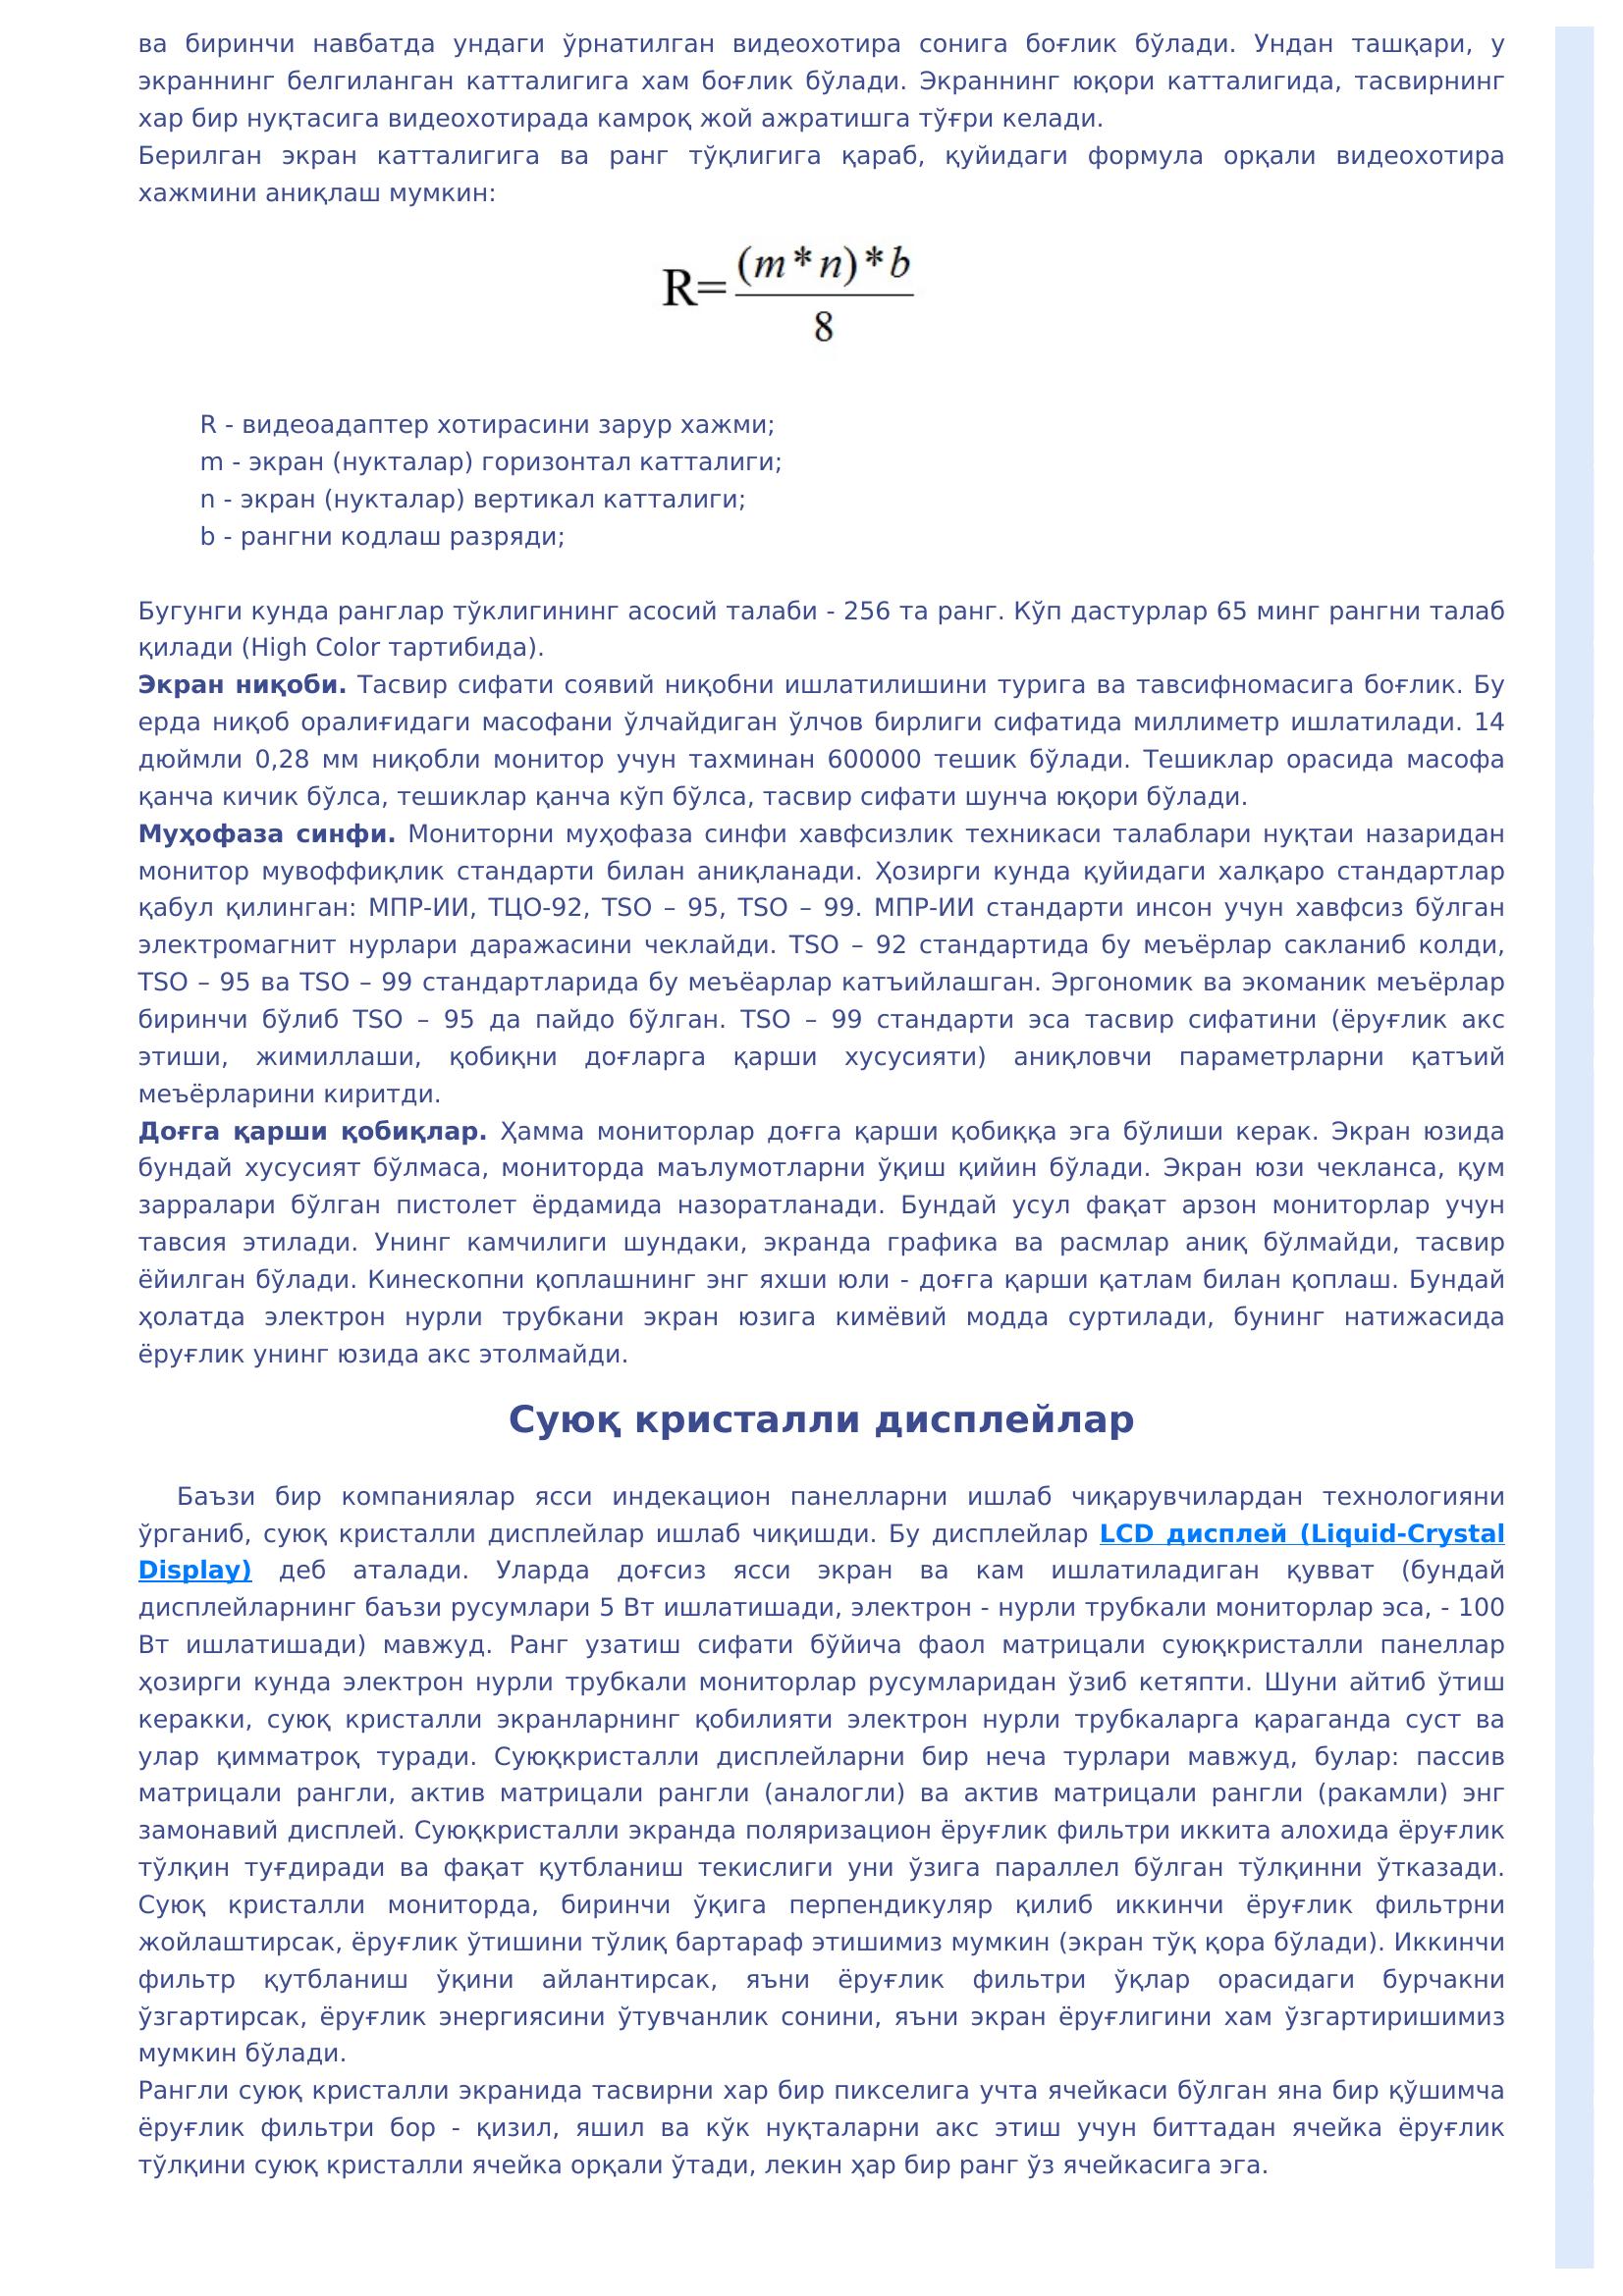 ва биринчи навбатда ундаги ўрнатилган видеохотира сонига боғлик бўлади. Ундан ташқари, у
экраннинг белгиланган катталигига хам боғлик бўлади. Экраннинг юқори катталигида, тасвирнинг
хар бир нуқтасига видеохотирада камроқ жой ажратишга тўғри келади.
Берилган экран катталигига ва ранг тўқлигига қараб, қуйидаги формула орқали видеохотира
хажмини аниқлаш мумкин:
R= (m*n)*b
8
R - видеоадаптер хотирасини зарур хажми;
m - экран (нукталар) горизонтал катталиги;
n - экран (нукталар) вертикал катталиги;
b - рангни кодлаш разряди;
Бугунги кунда ранглар тўклигининг асосий талаби - 256 та ранг. Кўп дастурлар 65 минг рангни талаб
қилади (High Color тартибида).
Экран ниқоби. Тасвир сифати соявий ниқобни ишлатилишини турига ва тавсифномасига боғлик. Бу
ерда ниқоб оралиғидаги масофани ўлчайдиган ўлчов бирлиги сифатида миллиметр ишлатилади. 14
дюймли 0,28 мм ниқобли монитор учун тахминан 600000 тешик бўлади. Тешиклар орасида масофа
қанча кичик бўлса, тешиклар қанча кўп бўлса, тасвир сифати шунча юқори бўлади.
Муҳофаза синфи. Мониторни муҳофаза синфи хавфсизлик техникаси талаблари нуқтаи назаридан
монитор мувоффиқлик стандарти билан аниқланади. Ҳозирги кунда қуйидаги халқаро стандартлар
қабул қилинган: МПР-ИИ, ТЦО-92, TSO – 95, TSO – 99. МПР-ИИ стандарти инсон учун хавфсиз бўлган
электромагнит нурлари даражасини чеклайди. TSO – 92 стандартида бу меъёрлар сакланиб колди,
TSO – 95 ва TSO – 99 стандартларида бу меъёарлар катъийлашган. Эргономик ва экоманик меъёрлар
биринчи бўлиб TSO – 95 да пайдо бўлган. TSO – 99 стандарти эса тасвир сифатини (ёруғлик акс
этиши, жимиллаши, қобиқни доғларга қарши хусусияти) аниқловчи параметрларни қатъий
меъёрларини киритди.
Доғга қарши қобиқлар. Ҳамма мониторлар доғга қарши қобиққа эга бўлиши керак. Экран юзида
бундай хусусият бўлмаса, мониторда маълумотларни ўқиш қийин бўлади. Экран юзи чекланса, қум
зарралари бўлган пистолет ёрдамида назоратланади. Бундай усул фақат арзон мониторлар учун
тавсия этилади. Унинг камчилиги шундаки, экранда графика ва расмлар аниқ бўлмайди, тасвир
ёйилган бўлади. Кинескопни қоплашнинг энг яхши юли - доғга қарши қатлам билан қоплаш. Бундай
ҳолатда электрон нурли трубкани экран юзига кимёвий модда суртилади, бунинг натижасида
ёруғлик унинг юзида акс этолмайди.
Суюқ кристалли дисплейлар
Баъзи бир компаниялар ясси индекацион панелларни ишлаб чиқарувчилардан технологияни
ўрганиб, суюқ кристалли дисплейлар ишлаб чиқишди. Бу дисплейлар LCD дисплей (Liquid-Crystal
Display) деб аталади. Уларда доғсиз ясси экран ва кам ишлатиладиган қувват (бундай
дисплейларнинг баъзи русумлари 5 Вт ишлатишади, электрон - нурли трубкали мониторлар эса, - 100
Вт ишлатишади) мавжуд. Ранг узатиш сифати бўйича фаол матрицали суюққристалли панеллар
ҳозирги кунда электрон нурли трубкали мониторлар русумларидан ўзиб кетяпти. Шуни айтиб ўтиш
керакки, суюқ кристалли экранларнинг қобилияти электрон нурли трубкаларга қараганда суст ва
улар қимматроқ туради. Суюқкристалли дисплейларни бир неча турлари мавжуд, булар: пассив
матрицали рангли, актив матрицали рангли (аналогли) ва актив матрицали рангли (ракамли) энг
замонавий дисплей. Суюқкристалли экранда поляризацион ёруғлик фильтри иккита алохида ёруғлик
тўлқин туғдиради ва фақат қутбланиш текислиги уни ўзига параллел бўлган тўлқинни ўтказади.
Суюқ кристалли мониторда, биринчи ўқига перпендикуляр қилиб иккинчи ёруғлик фильтрни
жойлаштирсак, ёруғлик ўтишини тўлиқ бартараф этишимиз мумкин (экран тўқ қора бўлади). Иккинчи
фильтр қутбланиш ўқини айлантирсак, яъни ёруғлик фильтри ўқлар орасидаги бурчакни
ўзгартирсак, ёруғлик энергиясини ўтувчанлик сонини, яъни экран ёруғлигини хам ўзгартиришимиз
мумкин бўлади.
Рангли суюқ кристалли экранида тасвирни хар бир пикселига учта ячейкаси бўлган яна бир қўшимча
ёруғлик фильтри бор - қизил, яшил ва кўк нуқталарни акс этиш учун биттадан ячейка ёруғлик
тўлқини суюқ кристалли ячейка орқали ўтади, лекин ҳар бир ранг ўз ячейкасига эга.